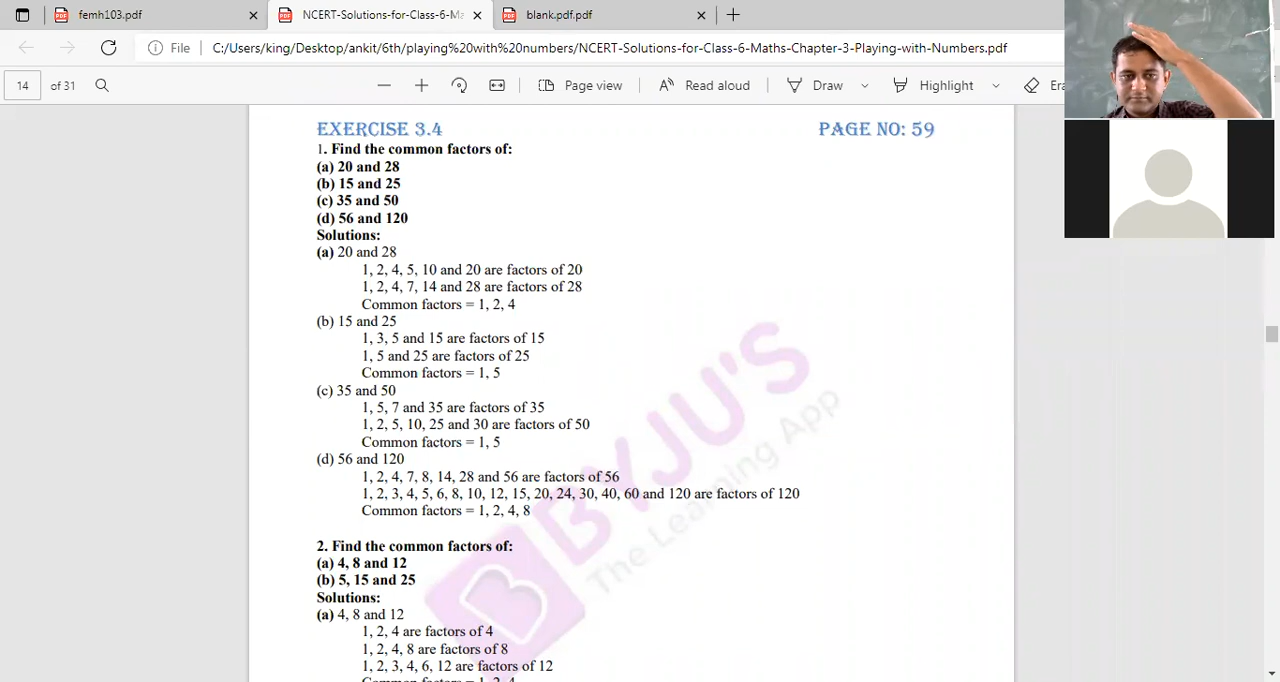 femh103.pdf
NCERT-Solutions-for-Class-6-Ma
blank.pdf.pdf
File
C:/Users/king/Desktop/ankit/6th/playing%20with%20numbers/NCERT-Solutions-for-Class-6-Maths-Chapter-3-Playing-with-Numbers.pdf
14 of 31
Page view
Read aloud
Draw
Highlight
Era
EXERCISE 3.4
PAGE NO: 59
1. Find the common factors of:
(a) 20 and 28
(b) 15 and 25
(c) 35 and 50
(d) 56 and 120
Solutions:
(a) 20 and 28
1, 2, 4, 5, 10 and 20 are factors of 20
1, 2, 4, 7, 14 and 28 are factors of 28
Common factors = 1, 2, 4
(b) 15 and 25
1, 3, 5 and 15 are factors of 15
1, 5 and 25 are factors of 25
Common factors = 1, 5
(c) 35 and 50
1, 5, 7 and 35 are factors of 35
1, 2, 5, 10, 25 and 30 are factors of 50
Common factors = 1, 5
(d) 56 and 120
1, 2, 4, 7, 8, 14, 28 and 56 are factors of 56
1, 2, 3, 4, 5, 6, 8, 10, 12, 15, 20, 24, 30, 40, 60 and 120 are factors of 120
Common factors = 1, 2, 4, 8
2. Find the common factors of:
(a) 4, 8 and 12
(b) 5, 15 and 25
Solutions:
(a) 4, 8 and 12
1, 2, 4 are factors of 4
1, 2, 4, 8 are factors of 8
1, 2, 3, 4, 6, 12 are factors of 12
Common factors = 1, 2, 4
BYJU'S
The Learning App